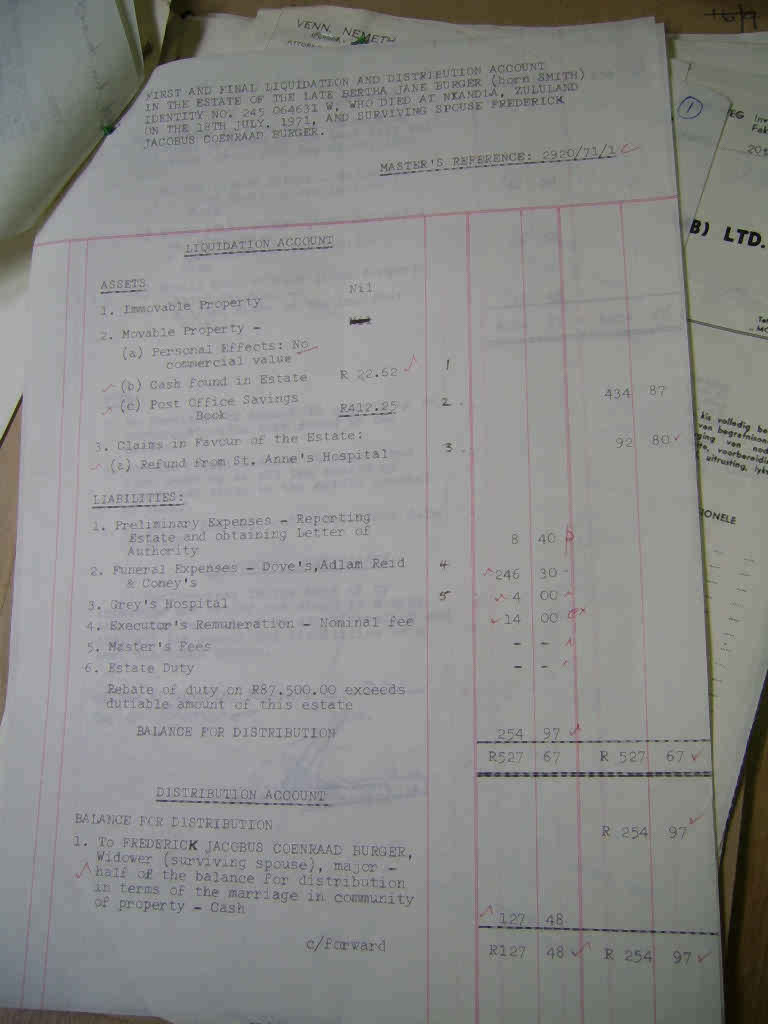 VENN, NEMETH
FIRST AND FINAL LIQUIDATION AND DISTRIBUTION ACCOUNT
IN THE ESTATE OF THE LATE BERTHA JANE BURGER (born SMITH)
IDENTITY NO. 245 064631 W, WHO DIED AT NKANDLA, ZULULAND
ON THE 18TH JULY, 1971, AND SURVIVING SPOUSE FREDERICK
JACOBUS COENRAAD BURGER.
MASTER'S REFERENCE: 2920/71/1
LIQUIDATION ACCOUNT
ASSETS
1. Immovable Property Nil
2. Movable Property -
(a) Personal Effects: No
commercial value
(b) Cash found in Estate R 22.62 1
(c) Post Office Savings R412.25 2. 434 87
Book
3. Claims in Favour of the Estate:
(a) Refund from St. Anne's Hospital 3. 92 80
LIABILITIES:
1. Preliminary Expenses - Reporting
Estate and obtaining Letter of 8 40
Authority
2. Funeral Expenses - Dove's,Adlam Reid 4 246 30
& Coney's
3. Grey's Hospital 5 4 00
4. Executor's Remuneration - Nominal fee 14 00
5. Master's Fees - -
6. Estate Duty - -
Rebate of duty on R87.500.00 exceeds
dutiable amount of this estate
BALANCE FOR DISTRIBUTION 254 97
R527 67 R 527 67
DISTRIBUTION ACCOUNT
BALANCE FOR DISTRIBUTION R 254 97
1. To FREDERICK JACOBUS COENRAAD BURGER,
Widower (surviving spouse), major -
half of the balance for distribution
in terms of the marriage in community
of property - Cash 127 48
c/forward R127 48 R 254 97
1
B) LTD.
kis volledig